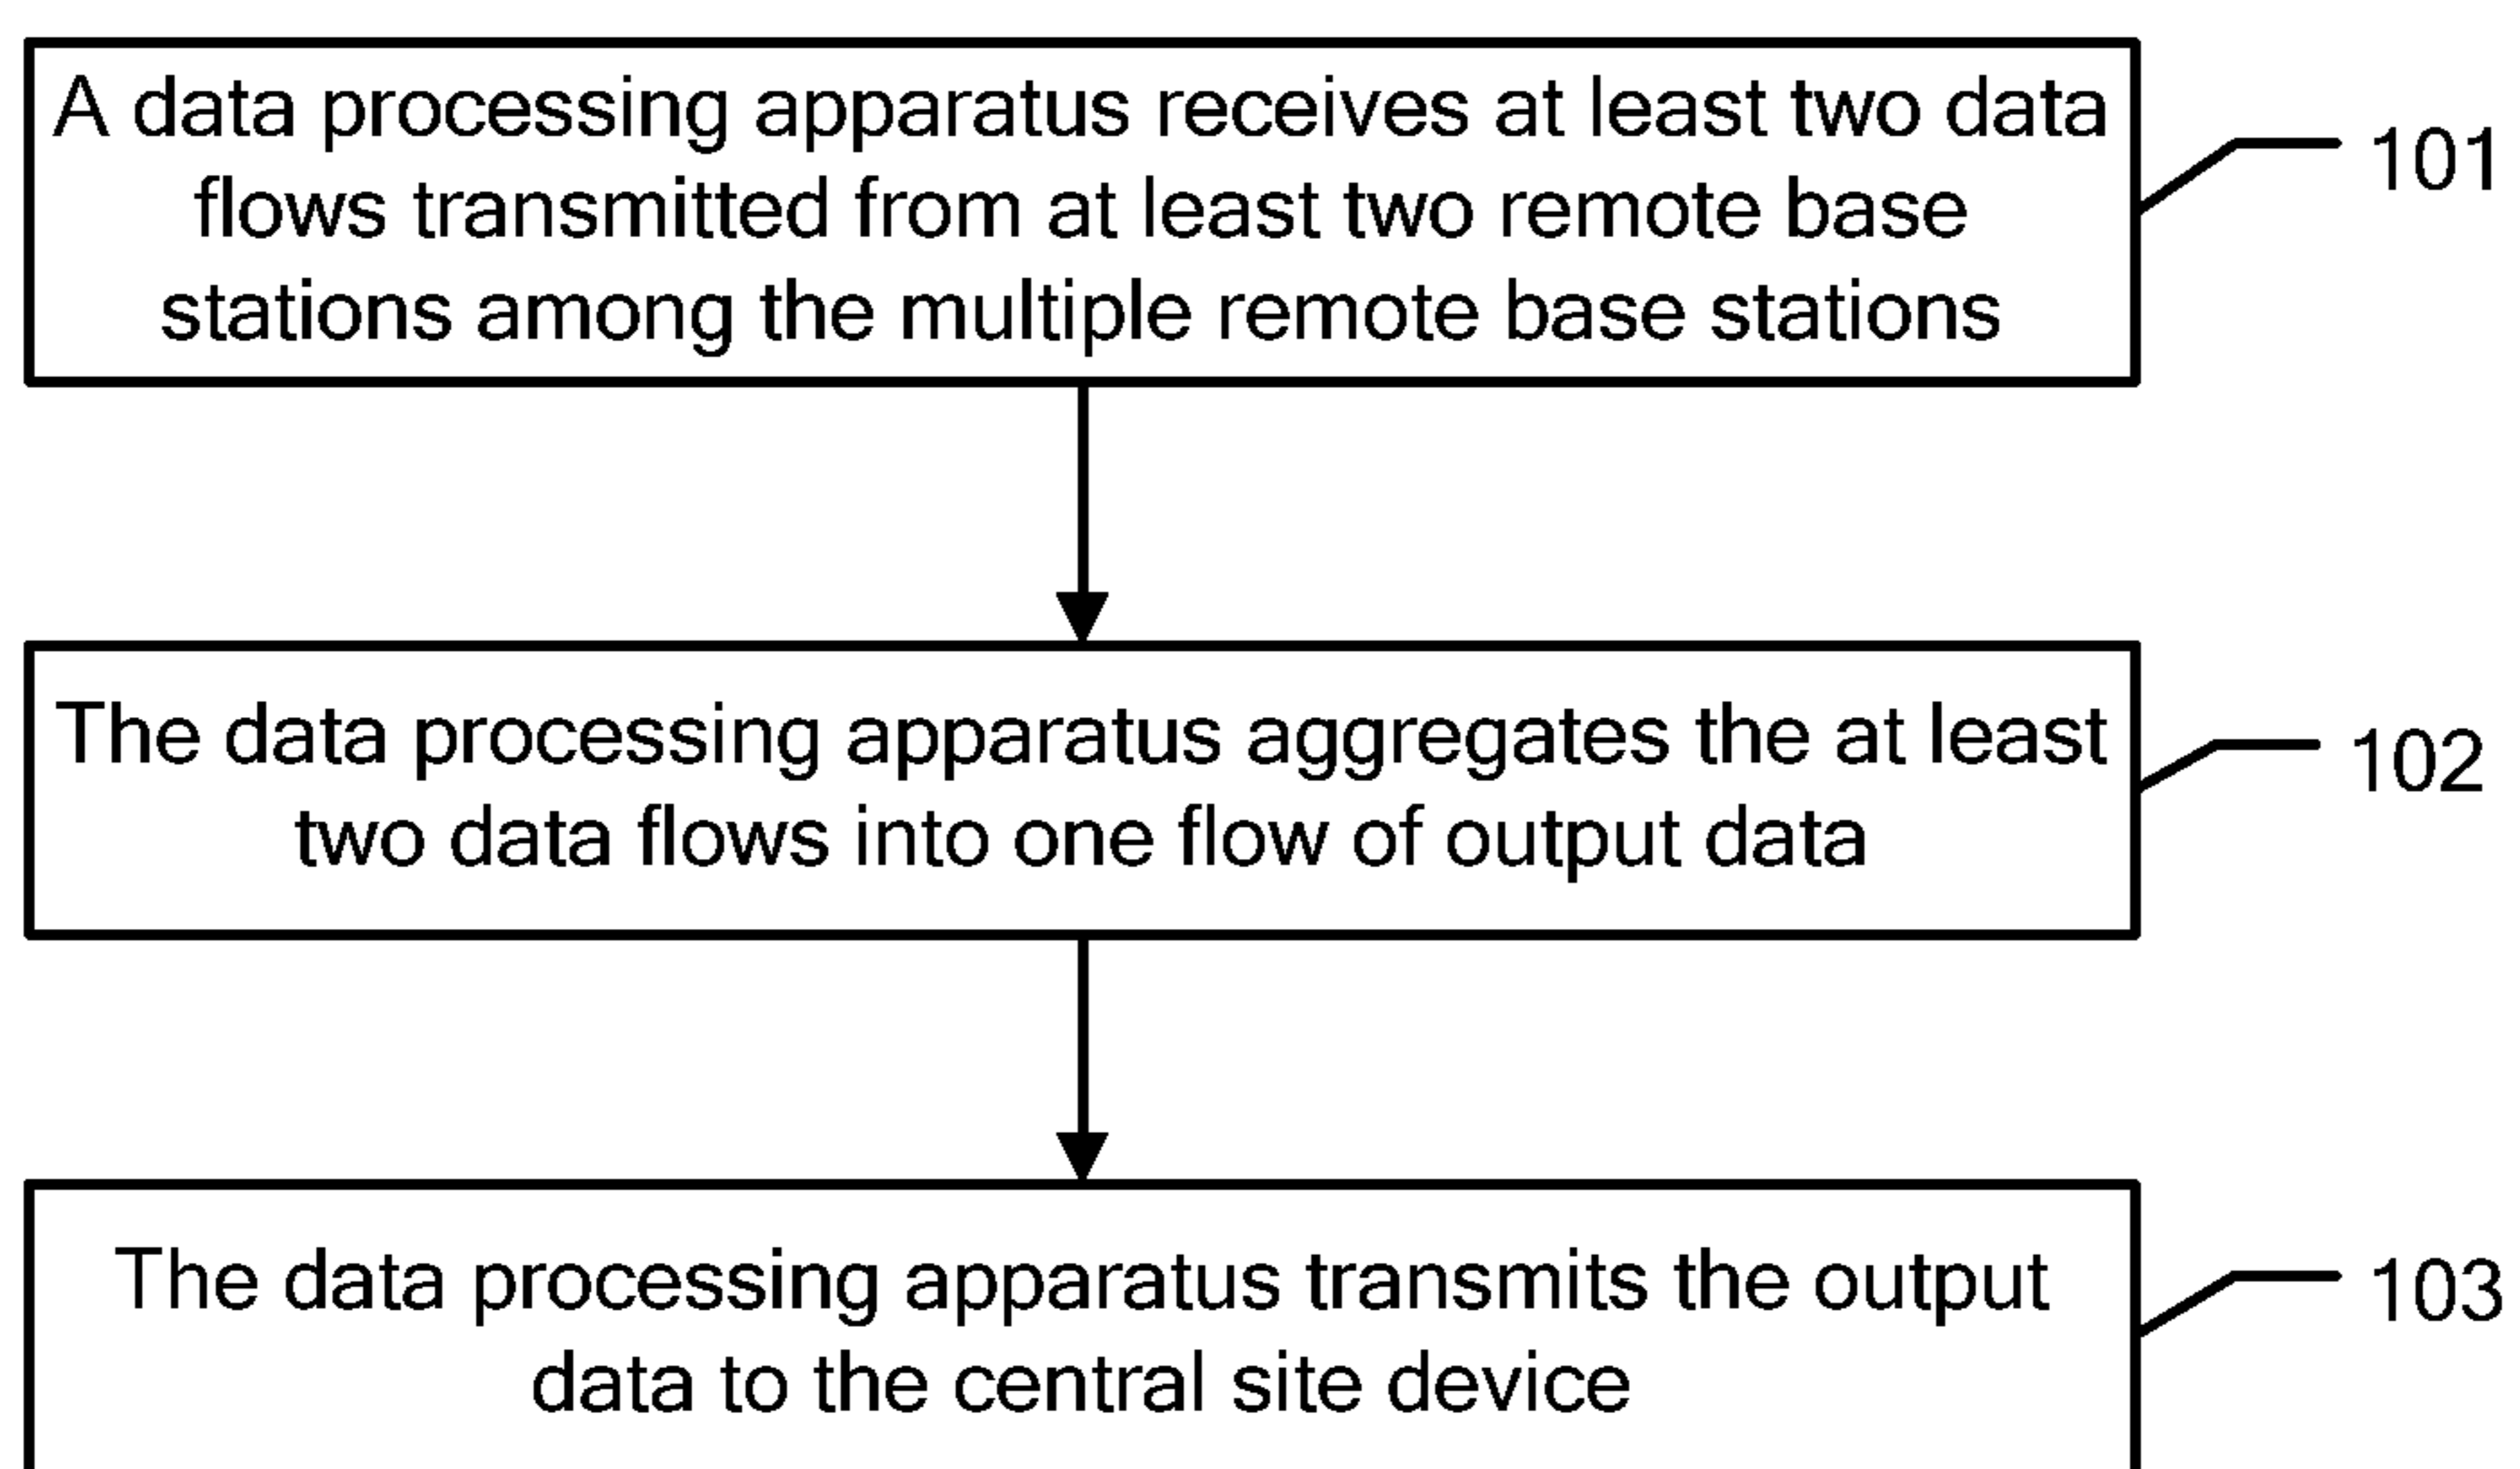 A data processing apparatus receives at least two data
flows transmitted from at least two remote base
stations among the multiple remote base stations
101
The data processing apparatus aggregates the at least
two data flows into one flow of output data
102
The data processing apparatus transmits the output
data to the central site device
103